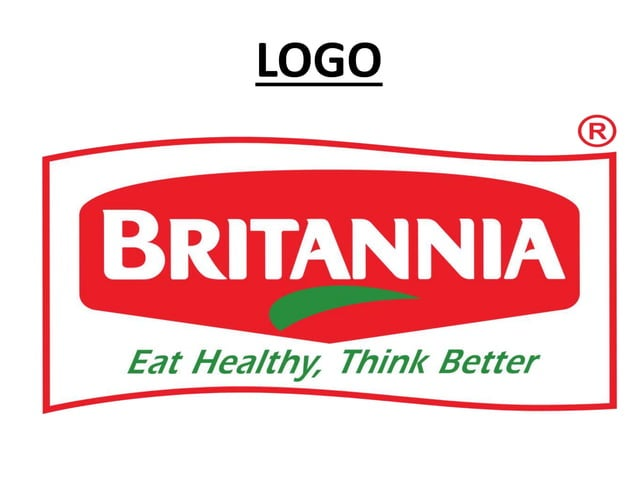 LOGO
®
BRITANNIA
Eat Healthy, Think Better